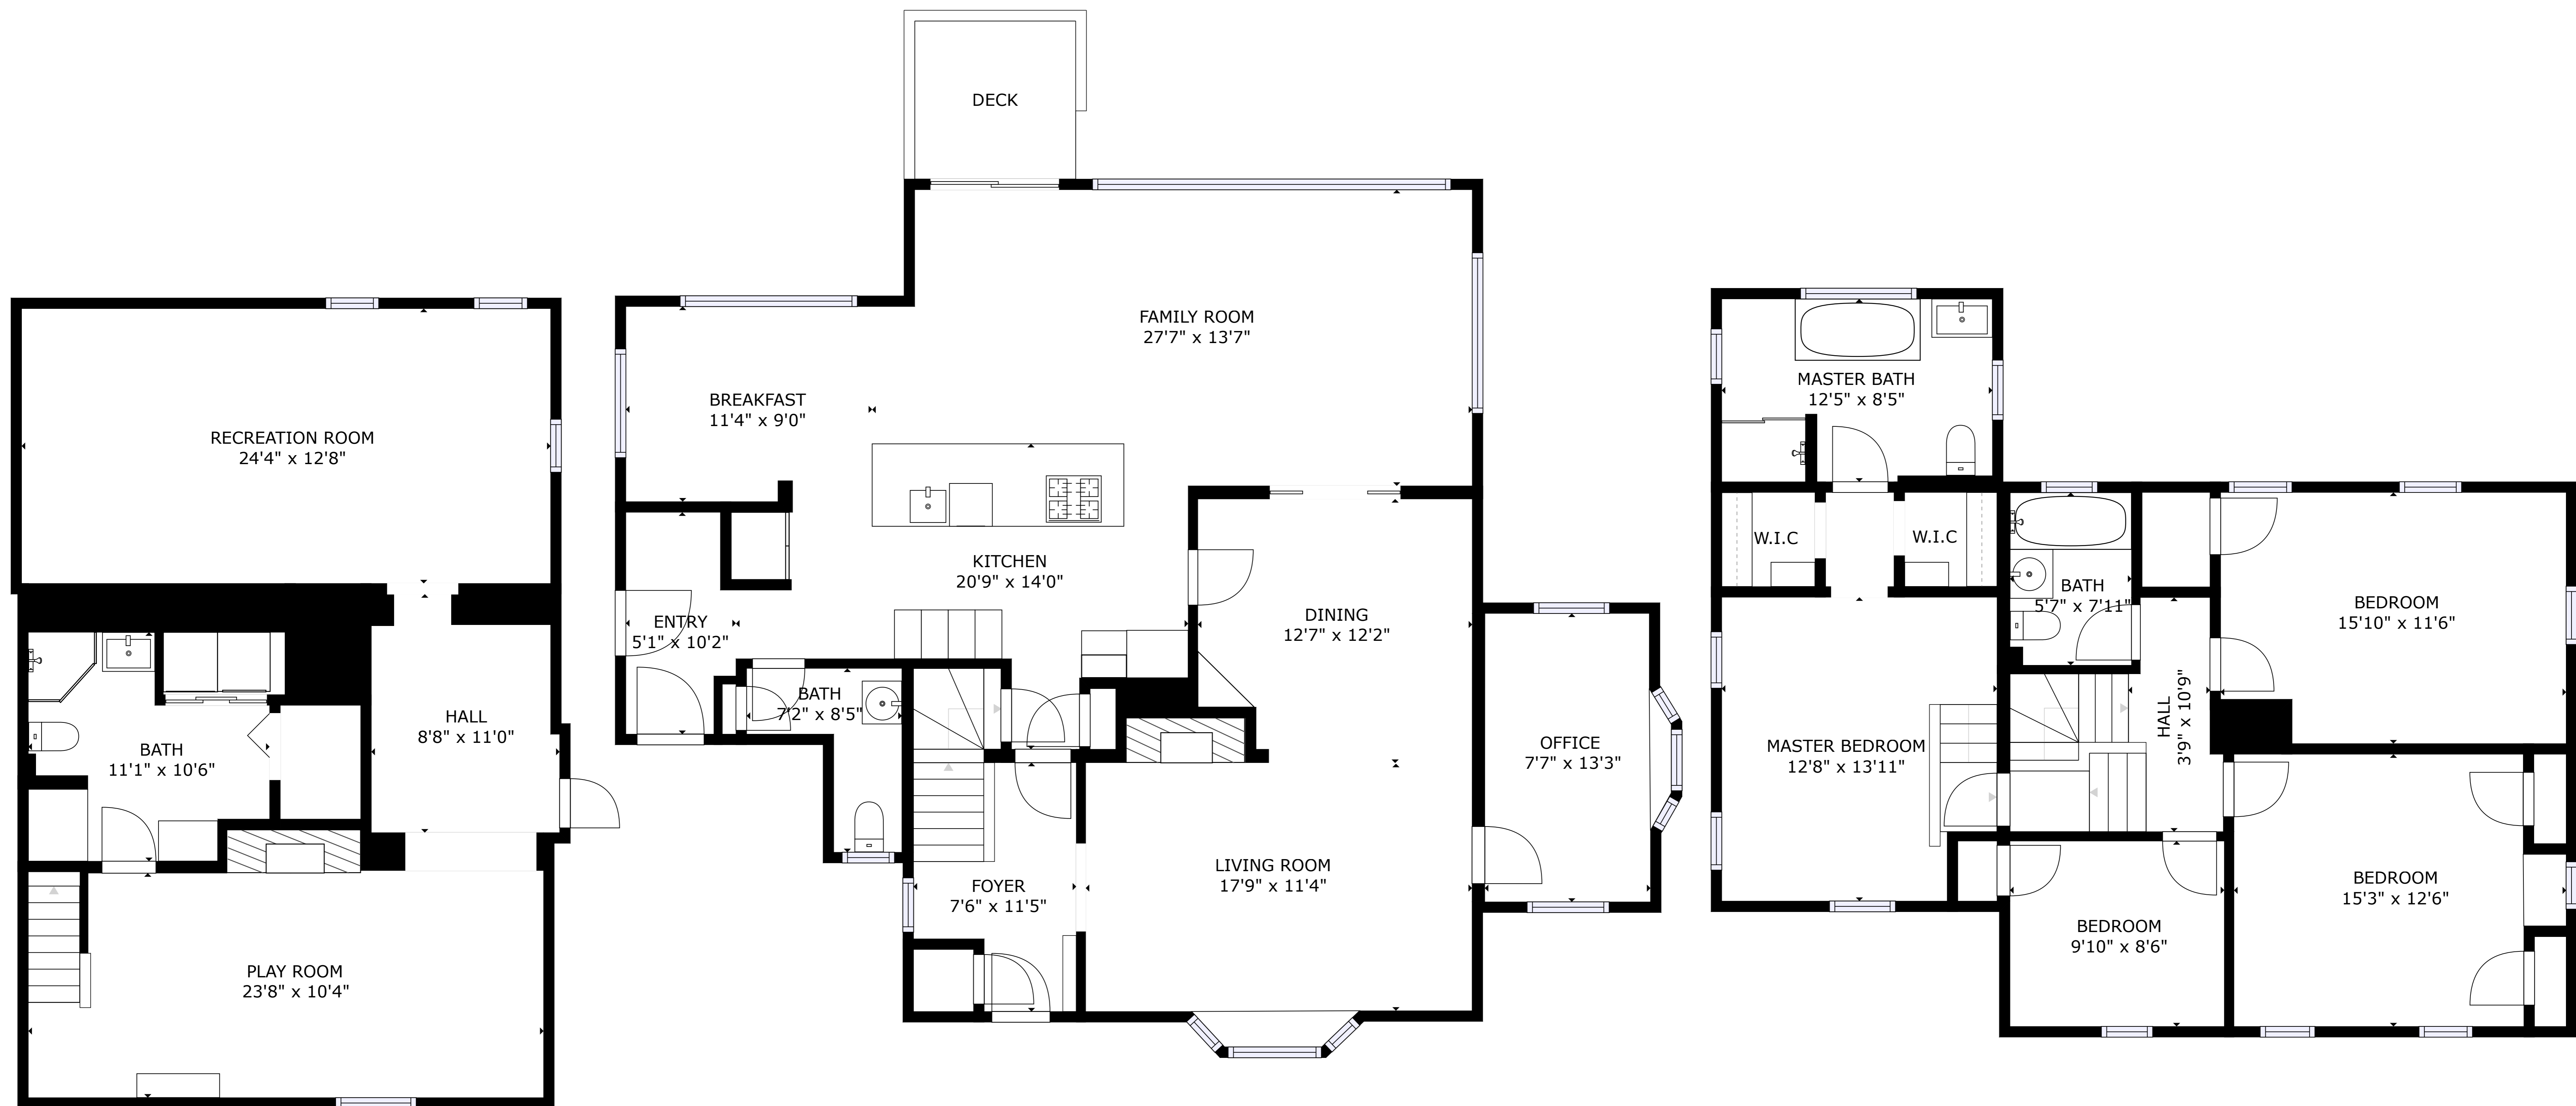 RECREATION ROOM
24'4" x 12'8"
BATH
11'1" x 10'6"
HALL
8'8" x 11'0"
PLAY ROOM
23'8" x 10'4"
DECK
FAMILY ROOM
27'7" x 13'7"
BREAKFAST
11'4" x 9'0"
KITCHEN
20'9" x 14'0"
ENTRY
5'1" x 10'2"
DINING
12'7" x 12'2"
BATH
7'2" x 8'5"
OFFICE
7'7" x 13'3"
LIVING ROOM
17'9" x 11'4"
FOYER
7'6" x 11'5"
MASTER BATH
12'5" x 8'5"
W.I.C
W.I.C
BATH
5'7" x 7'11"
BEDROOM
15'10" x 11'6"
HALL
3'9" x 10'9"
MASTER BEDROOM
12'8" x 13'11"
BEDROOM
15'3" x 12'6"
BEDROOM
9'10" x 8'6"